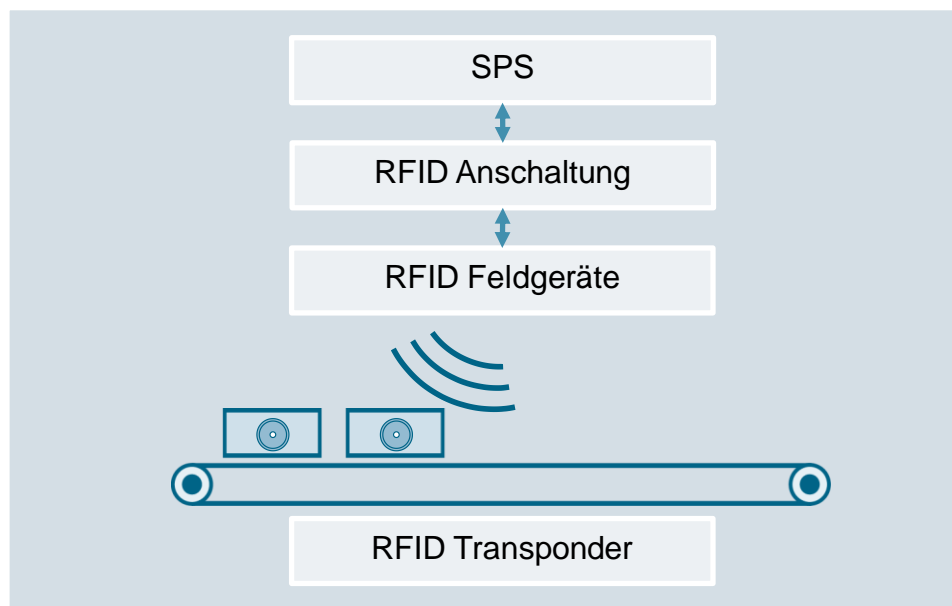 SPS
RFID Anschaltung
RFID Feldgeräte
RFID Transponder